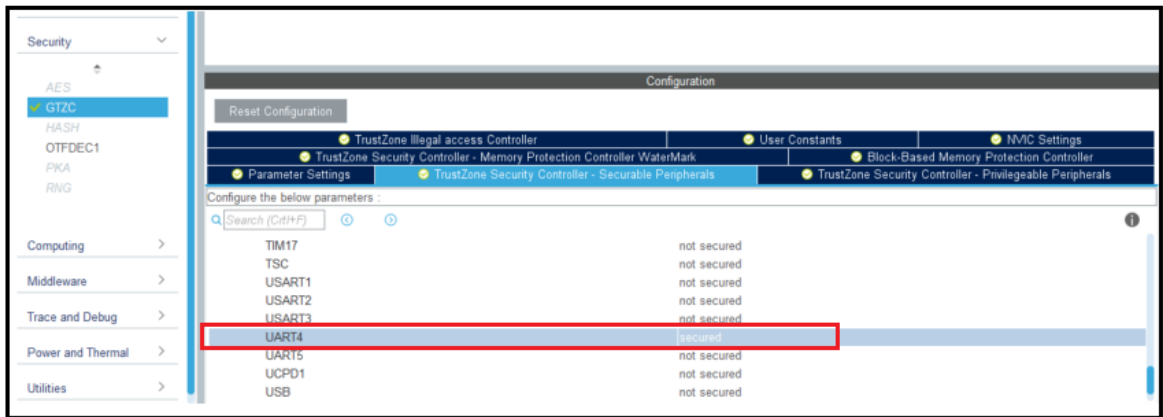 Security
AES
GTZC
HASH
OTFDEC1
PKA
RNG
Computing
Middleware
Trace and Debug
Power and Thermal
Utilities
Configuration
Reset Configuration
TrustZone Illegal access Controller
User Constants
NVIC Settings
TrustZone Security Controller - Memory Protection Controller WaterMark
Block-Based Memory Protection Controller
Parameter Settings
TrustZone Security Controller - Securable Peripherals
TrustZone Security Controller - Privilegeable Peripherals
Configure the below parameters :
Search (Crtl+F)
TIM17 not secured
TSC not secured
USART1 not secured
USART2 not secured
USART3 not secured
UART4 secured
UART5 not secured
UCPD1 not secured
USB not secured